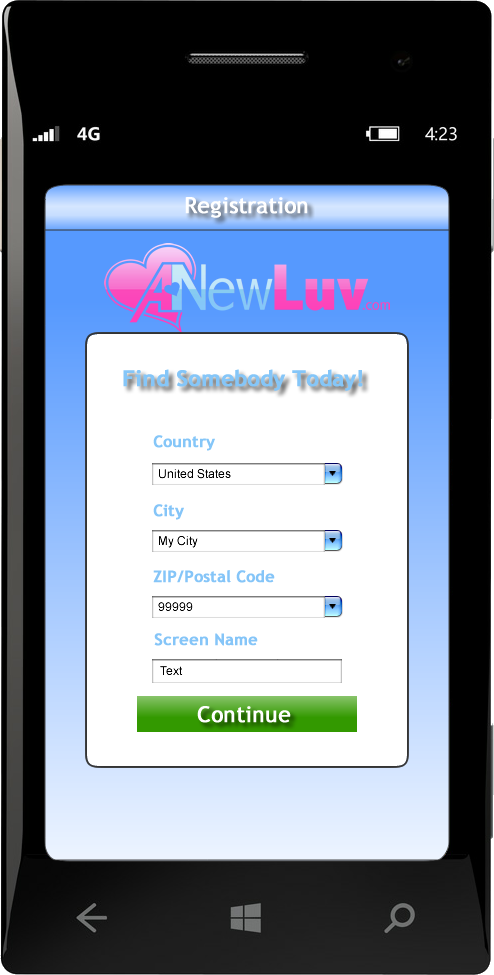 4G
4:23
Registration
ANewLuv.com
Find Somebody Today!
Country
United States
City
My City
ZIP/Postal Code
99999
Screen Name
Text
Continue